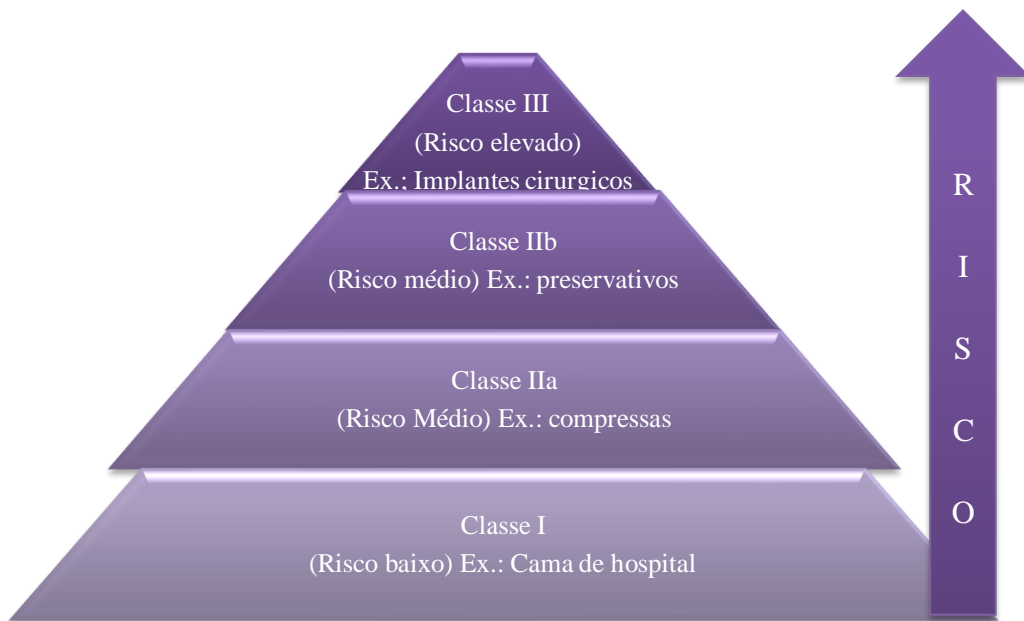 Classe III
(Risco elevado)
Ex.; Implantes cirurgicos
Classe IIb
(Risco médio) Ex.: preservativos
Classe IIa
(Risco Médio) Ex.: compressas
Classe I
(Risco baixo) Ex.: Cama de hospital
R
I
S
C
O